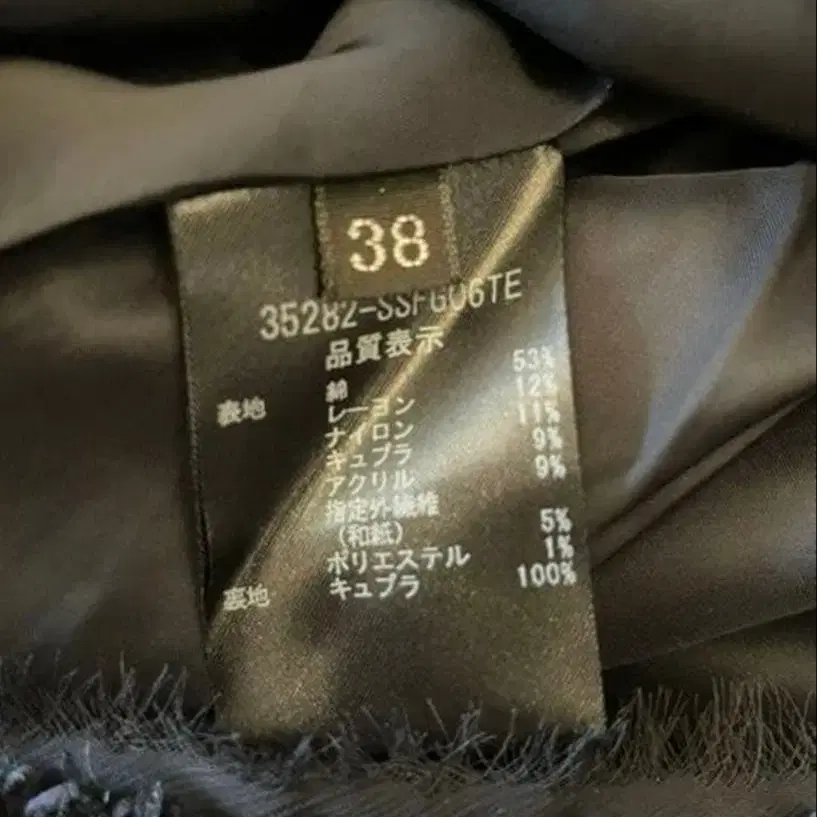 38
35282-SSFG06TE
品質表示
表地 綿 53%
レーヨン 12%
ナイロン 11%
キュプラ 9%
アクリル 9%
指定外繊維
(和紙) 5%
ポリエステル 1%
裏地 キュプラ 100%